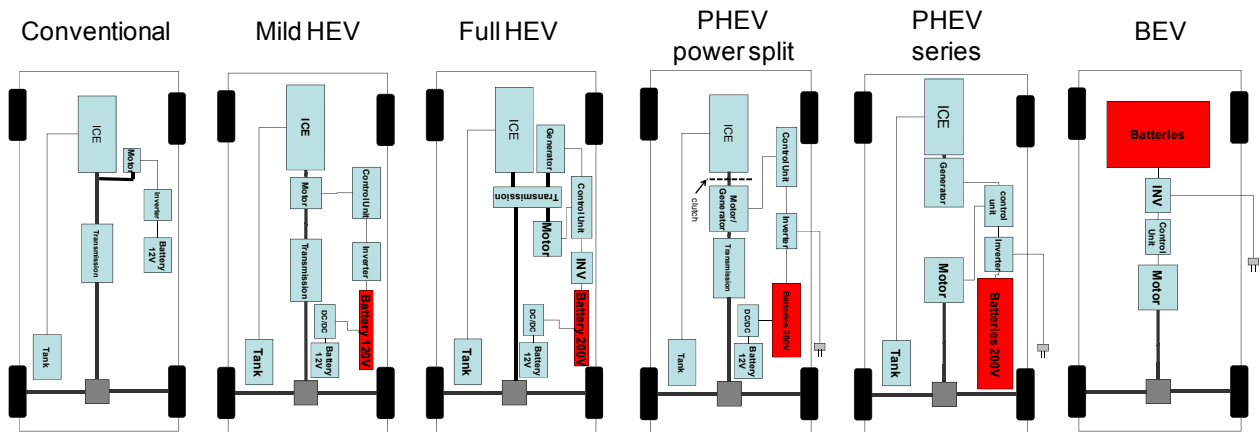 Conventional
Mild HEV
Full HEV
PHEV
power split
PHEV
series
BEV
ICE
Motor
Inverter
Battery
12V
Transmission
Tank
ICE
Motor
Control Unit
Transmission
Inverter
DC/DC
Battery
12V
Battery 120V
Tank
ICE
Generator
Transmission
Control Unit
Motor
INV
DC/DC
Battery
12V
Battery 200V
ICE
Control Unit
clutch
Motor/
Generator
Inverter
Transmission
DC/DC
Batteries 200V
Battery
12V
Tank
ICE
Generator
control
unit
Inverter
Motor
Batteries 200V
Tank
Batteries
INV
Control
Unit
Motor